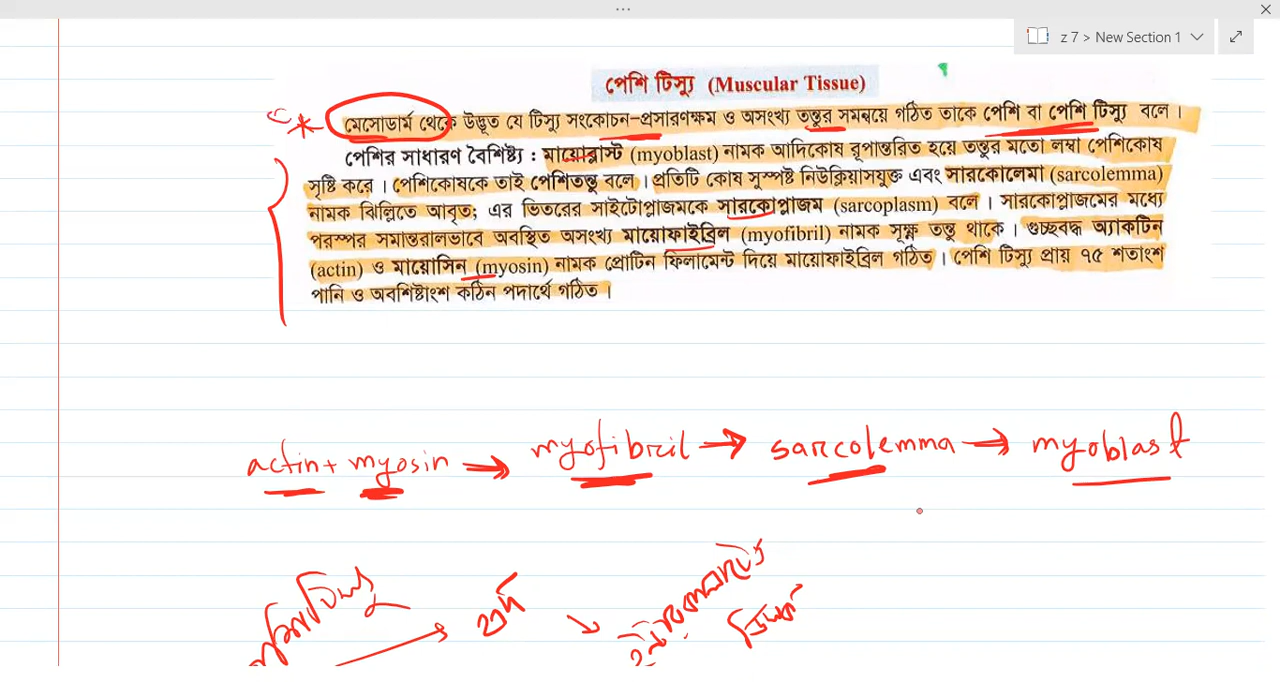 z 7 > New Section 1
পেশি টিস্যু (Muscular Tissue)
মেসোডার্ম থেকে উদ্ভূত যে টিস্যু সংকোচন-প্রসারণক্ষম ও অসংখ্য তন্তুর সমন্বয়ে গঠিত তাকে পেশি বা পেশি টিস্যু বলে।
পেশির সাধারণ বৈশিষ্ট্য : মায়োব্লাস্ট (myoblast) নামক আদিকোষ রূপান্তরিত হয়ে তন্তুর মতো লম্বা পেশিকোষ
সৃষ্টি করে। পেশিকোষকে তাই পেশিতন্তু বলে। প্রতিটি কোষ সুস্পষ্ট নিউক্লিয়াসযুক্ত এবং সারকোলেমা (sarcolemma)
নামক ঝিল্লিতে আবৃত; এর ভিতরের সাইটোপ্লাজমকে সারকোপ্লাজম (sarcoplasm) বলে। সারকোপ্লাজমের মধ্যে
পরস্পর সমান্তরালভাবে অবস্থিত অসংখ্য মায়োফাইব্রিল (myofibril) নামক সূক্ষ্ম তন্তু থাকে। গুচ্ছবদ্ধ অ্যাকটিন
(actin) ও মায়োসিন (myosin) নামক প্রোটিন ফিলামেন্ট দিয়ে মায়োফাইব্রিল গঠিত। পেশি টিস্যু প্রায় ৭৫ শতাংশ
পানি ও অবশিষ্টাংশ কঠিন পদার্থে গঠিত।
actin + myosin → myofibril → sarcolemma → myoblast